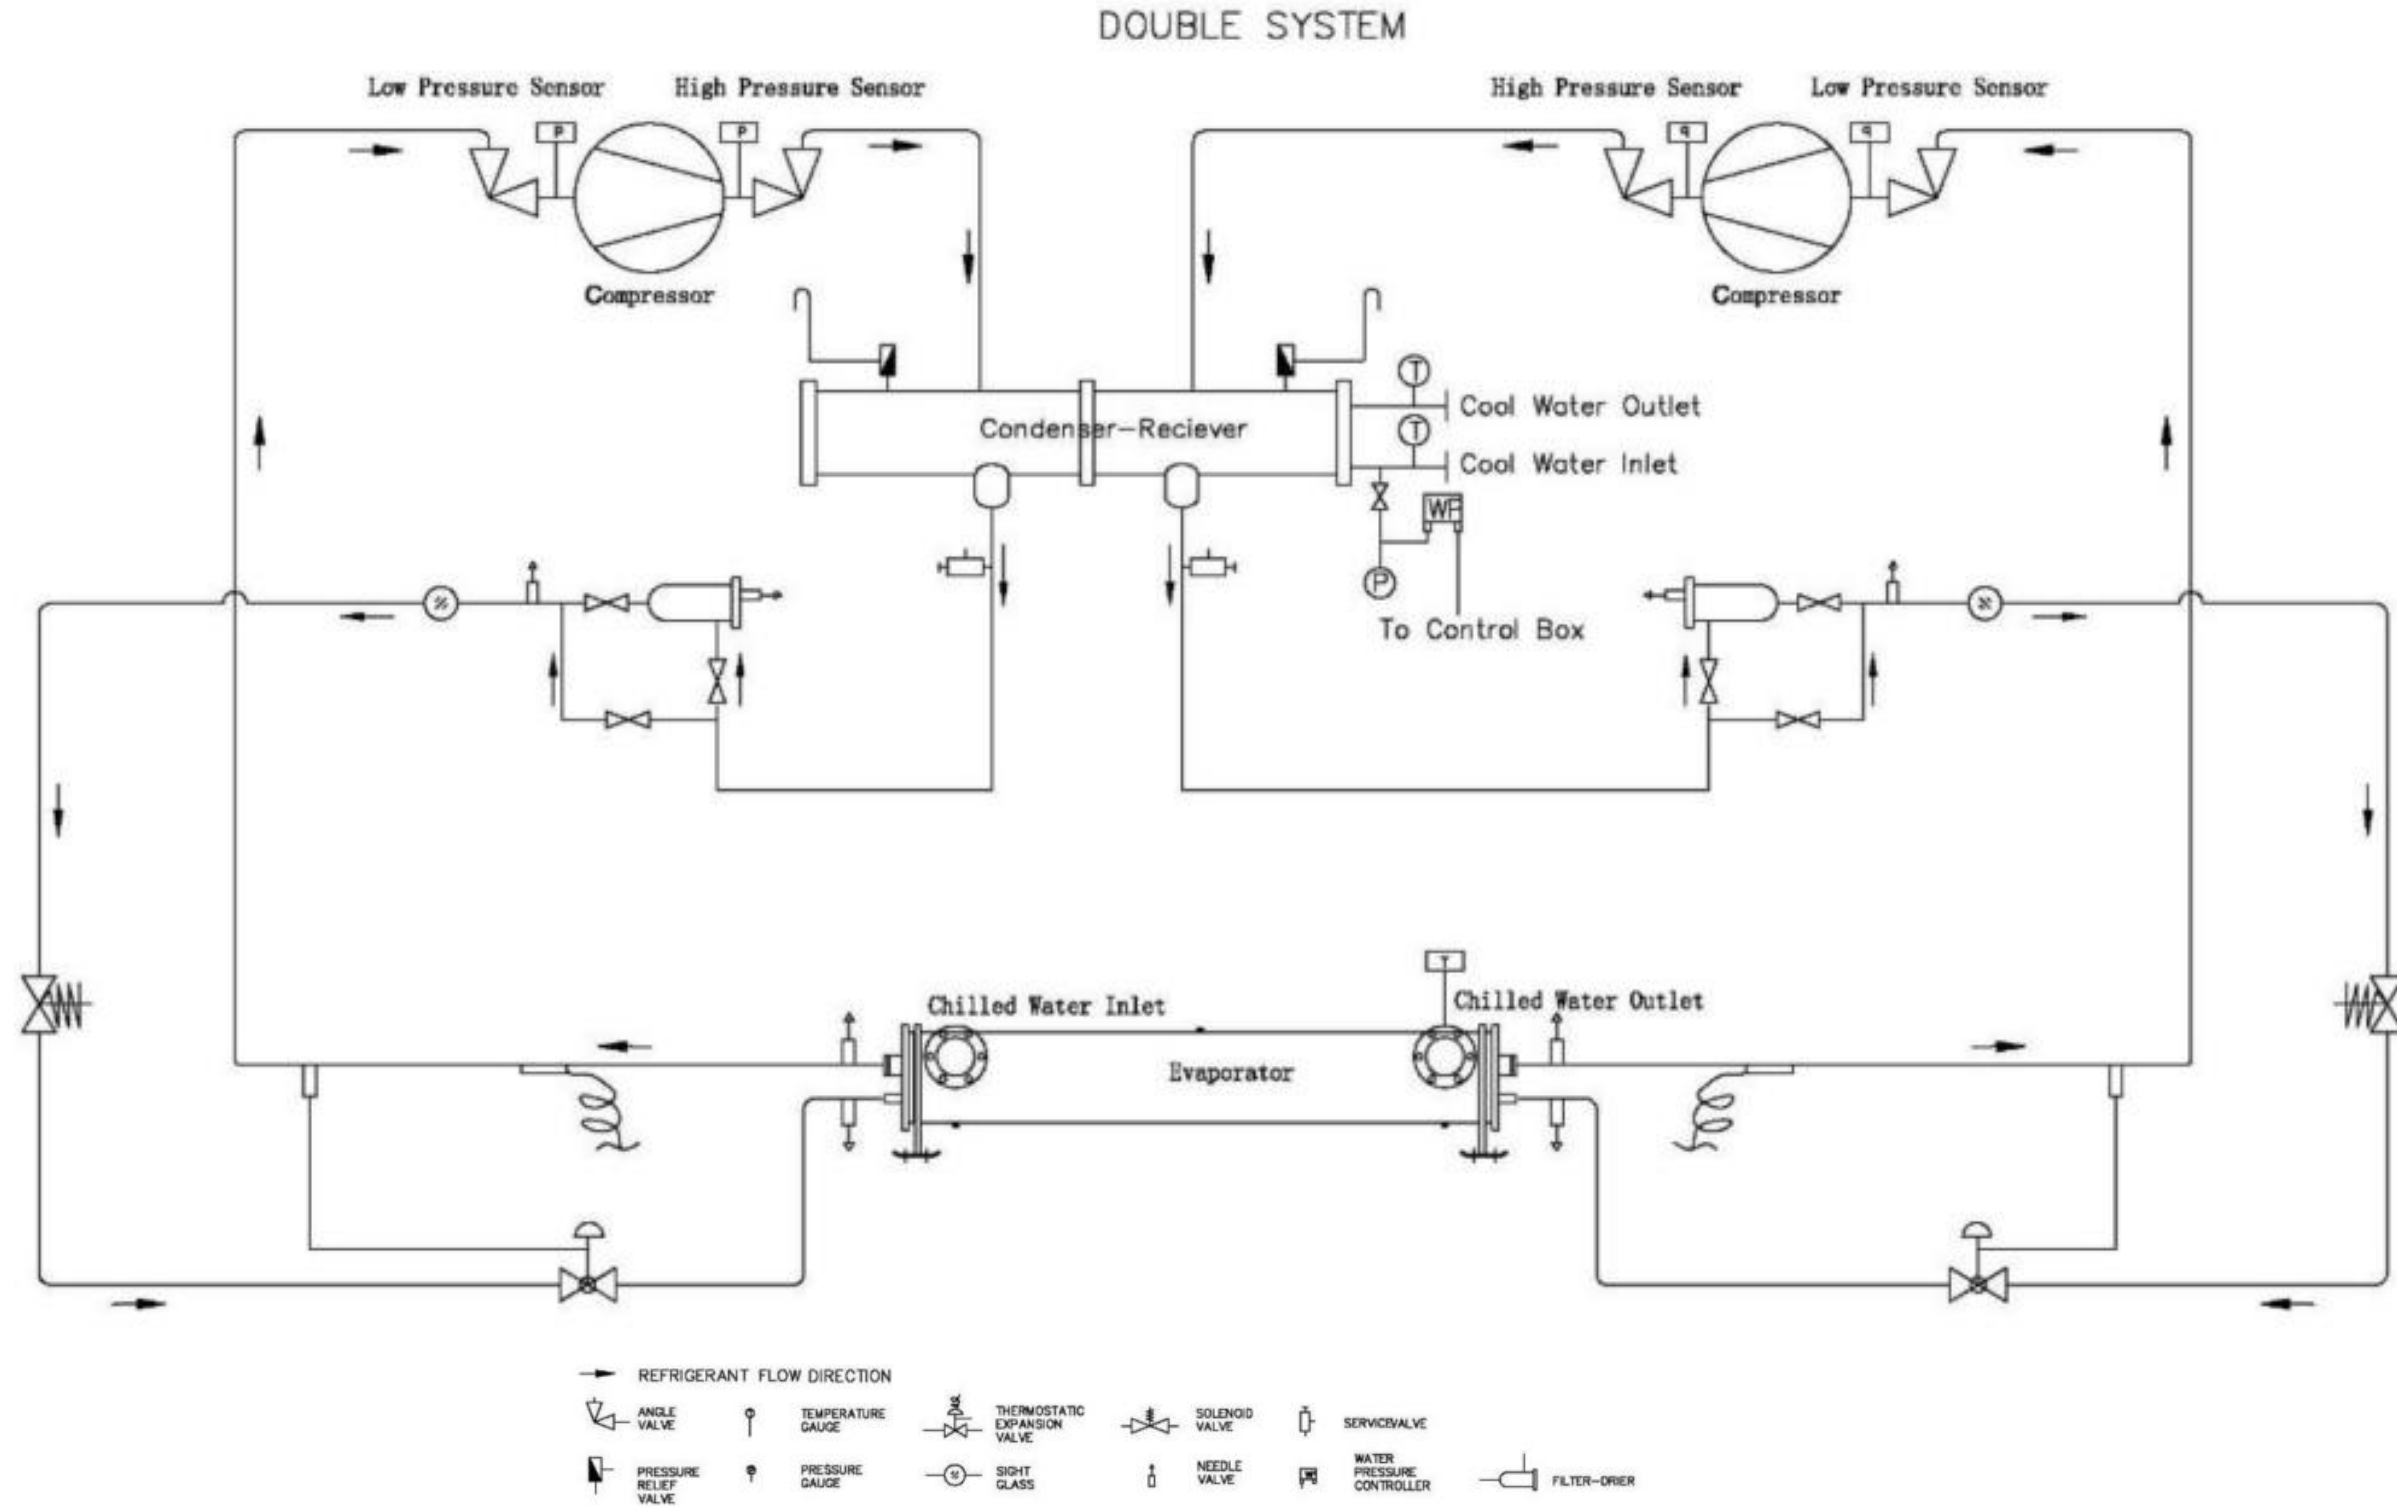 DOUBLE SYSTEM
Low Pressure Sensor
High Pressure Sensor
High Pressure Sensor
Low Pressure Sensor
P
P
q
q
Compressor
Compressor
T
Cool Water Outlet
Condenser-Reciever
T
Cool Water Inlet
WP
P
To Control Box
Chilled Water Inlet
Chilled Water Outlet
Evaporator
REFRIGERANT FLOW DIRECTION
ANGLE
VALVE
TEMPERATURE
GAUGE
THERMOSTATIC
EXPANSION
VALVE
SOLENOID
VALVE
SERVICEVALVE
PRESSURE
RELIEF
VALVE
PRESSURE
GAUGE
SIGHT
GLASS
NEEDLE
VALVE
WATER
PRESSURE
CONTROLLER
FILTER-DRIER